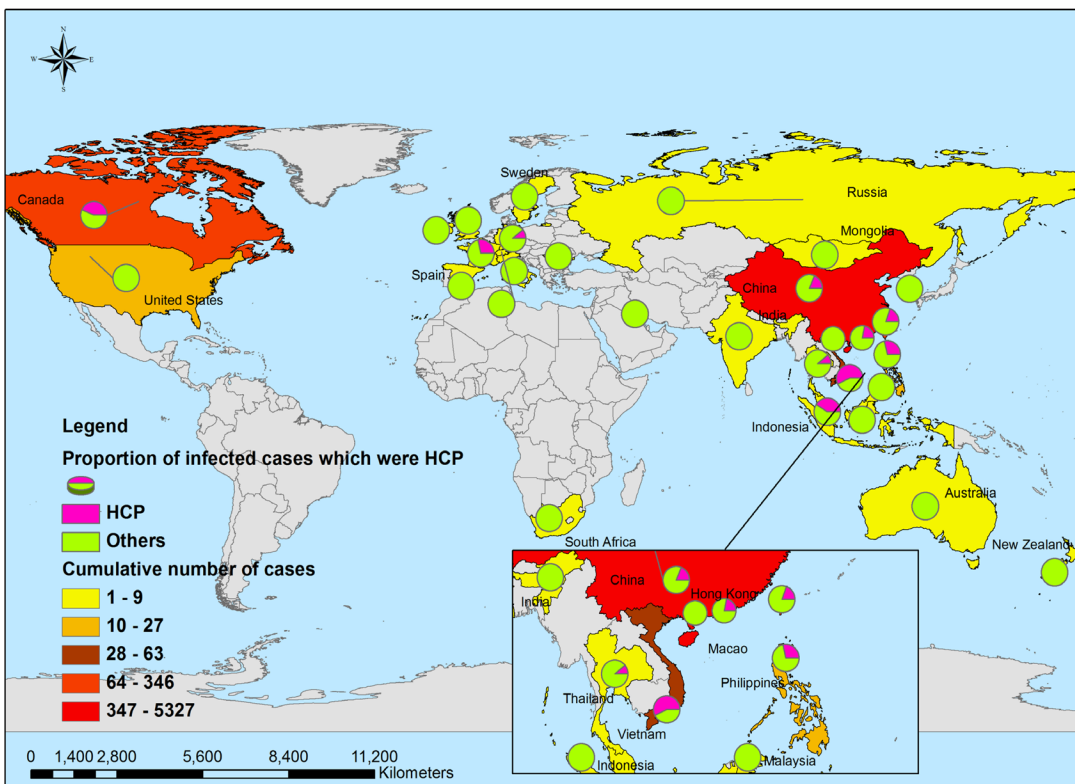 N
W E
S
Sweden
Canada
Russia
Mongolia
Spain
China
United States
India
Indonesia
Australia
New Zealand
South Africa
Legend
Proportion of infected cases which were HCP
HCP
Others
Cumulative number of cases
1 - 9
10 - 27
28 - 63
64 - 346
347 - 5327
0 1,400 2,800 5,600 8,400 11,200
Kilometers
China
Hong Kong
India
Macao
Philippines
Thailand
Vietnam
Malaysia
Indonesia